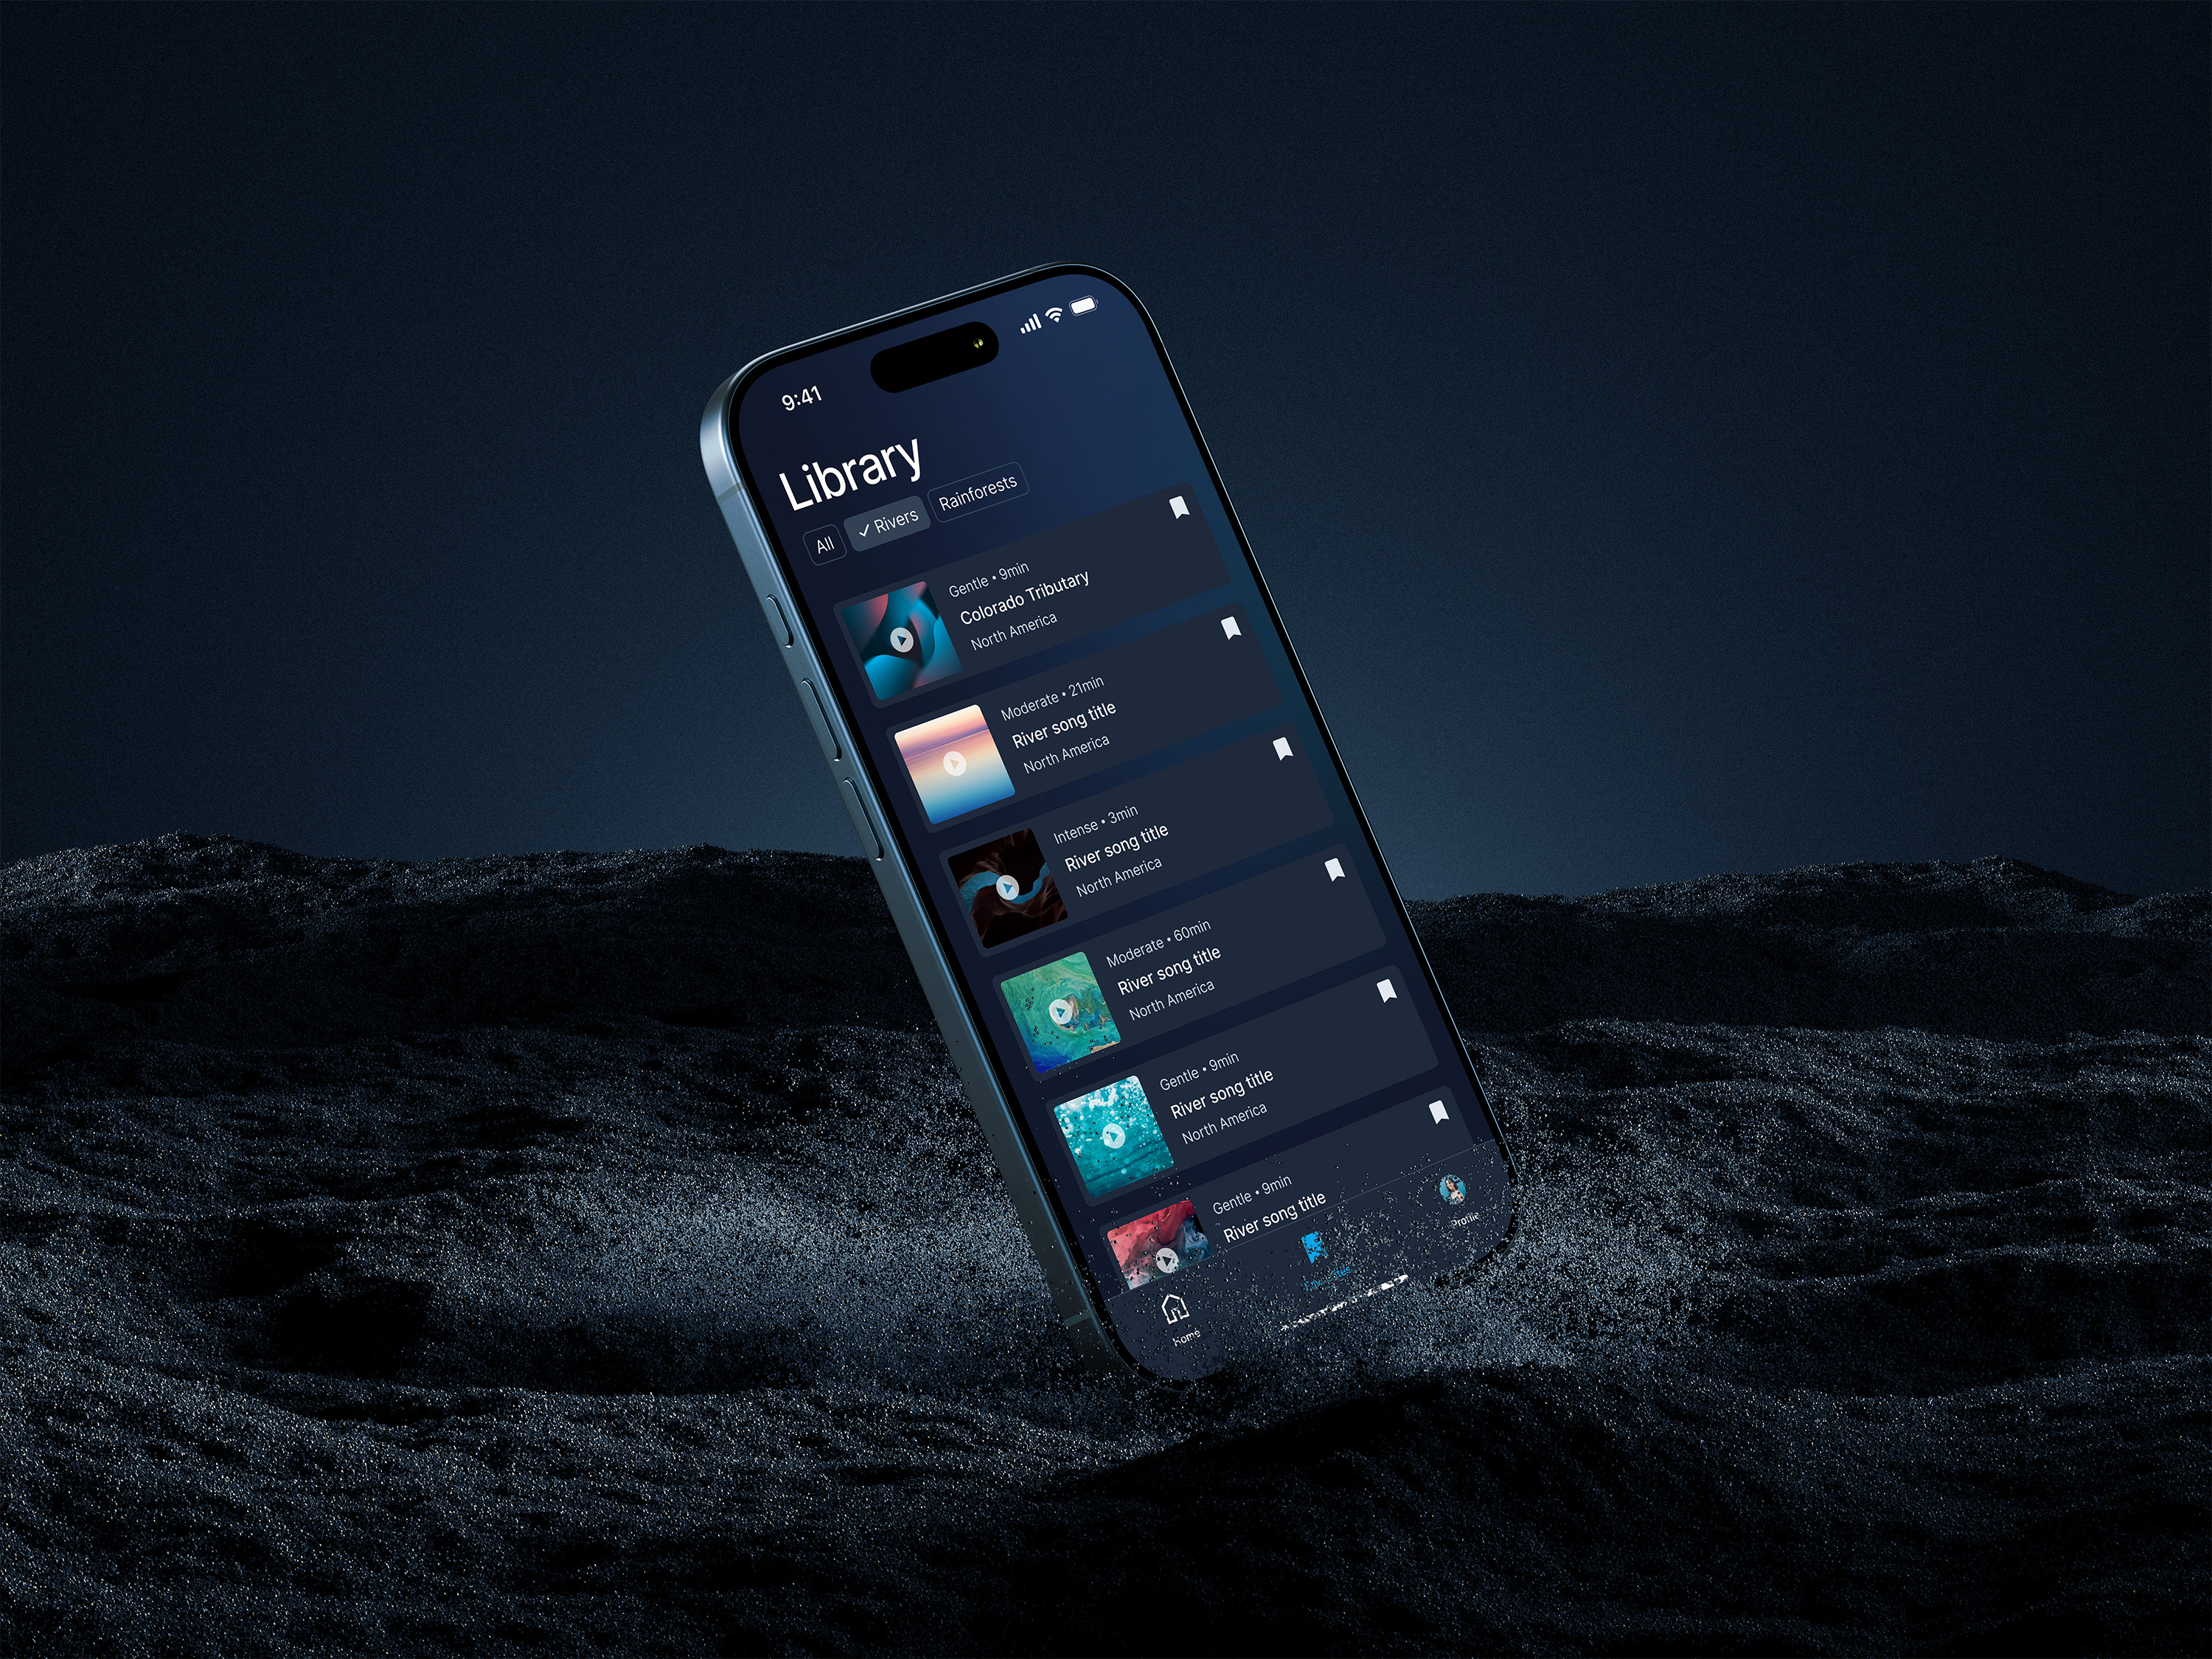 9:41
Library
All
Rivers
Rainforests
Gentle • 9min
Colorado Tributary
North America
Moderate • 21min
River song title
North America
Intense • 3min
River song title
North America
Moderate • 60min
River song title
North America
Gentle • 9min
River song title
North America
Gentle • 9min
River song title
Home
Profile